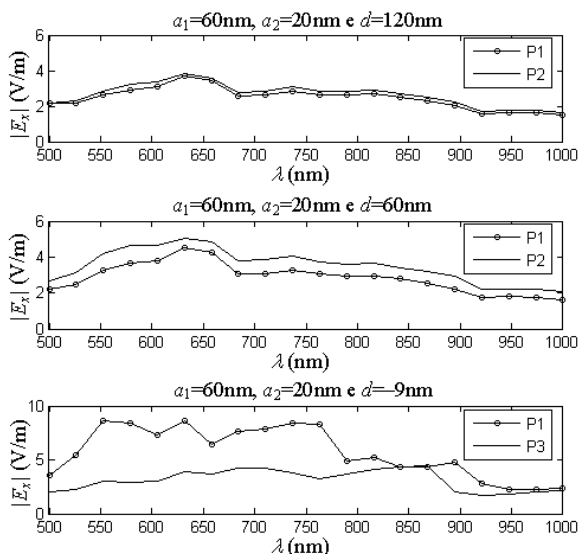 a₁=60nm, a₂=20nm e d=120nm
6
4
2
0
|Eₓ| (V/m)
P1
P2
500 550 600 650 700 750 800 850 900 950 1000
λ (nm)
a₁=60nm, a₂=20nm e d=60nm
6
4
2
0
|Eₓ| (V/m)
P1
P2
500 550 600 650 700 750 800 850 900 950 1000
λ (nm)
a₁=60nm, a₂=20nm e d=−9nm
10
5
0
|Eₓ| (V/m)
P1
P3
500 550 600 650 700 750 800 850 900 950 1000
λ (nm)